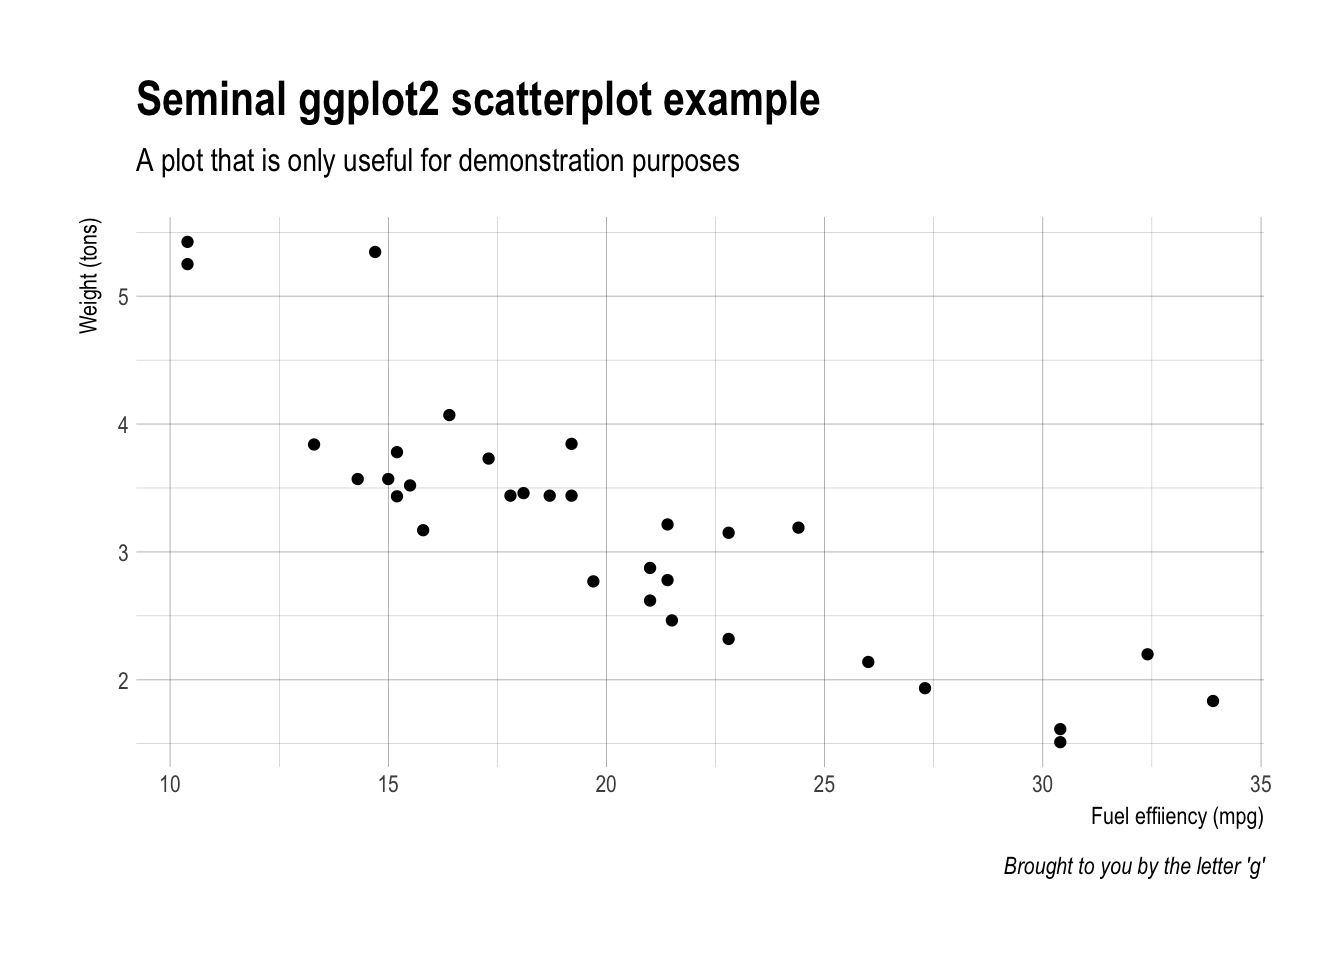 Seminal ggplot2 scatterplot example
A plot that is only useful for demonstration purposes
Weight (tons)
5
4
3
2
10 15 20 25 30 35
Fuel effiiency (mpg)
Brought to you by the letter 'g'